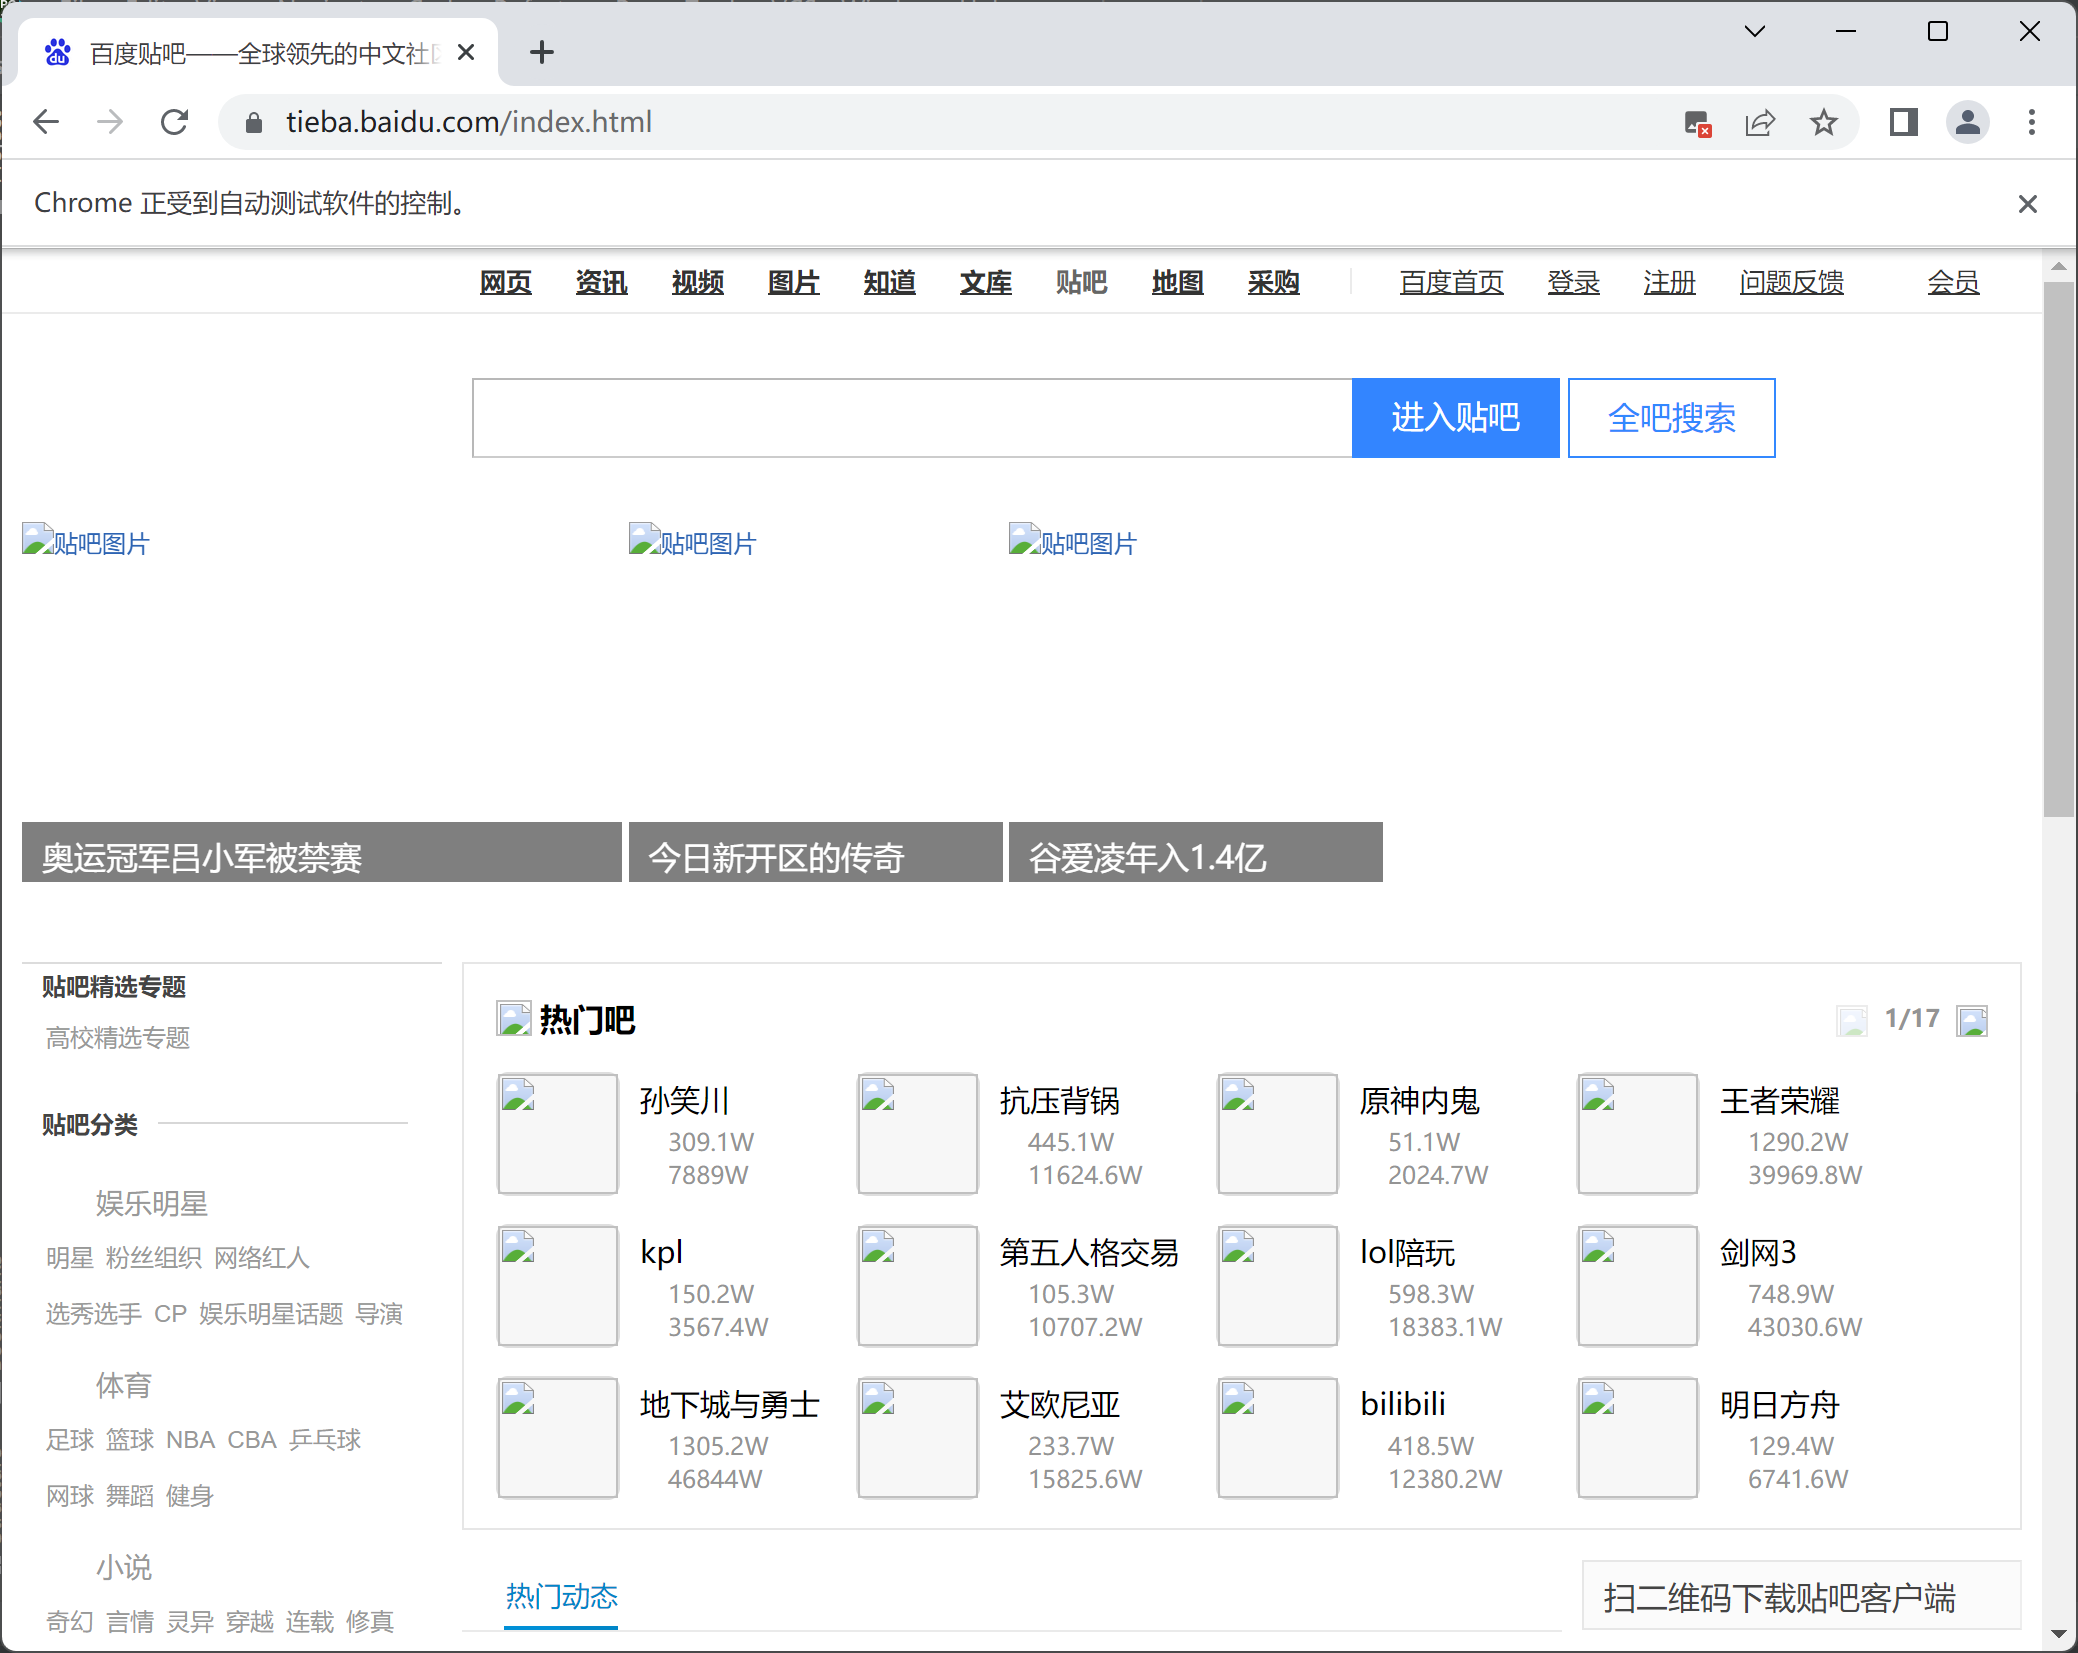 百度贴吧——全球领先的中文社
tieba.baidu.com/index.html
Chrome 正受到自动测试软件的控制。
网页 资讯 视频 图片 知道 文库 贴吧 地图 采购 百度首页 登录 注册 问题反馈 会员
进入贴吧 全吧搜索
贴吧图片 贴吧图片 贴吧图片
奥运冠军吕小军被禁赛 今日新开区的传奇 谷爱凌年入1.4亿
贴吧精选专题
高校精选专题
贴吧分类
娱乐明星
明星 粉丝组织 网络红人
选秀选手 CP 娱乐明星话题 导演
体育
足球 篮球 NBA CBA 乒乓球
网球 舞蹈 健身
小说
奇幻 言情 灵异 穿越 连载 修真
热门吧 1/17
孙笑川 抗压背锅 原神内鬼 王者荣耀
309.1W 445.1W 51.1W 1290.2W
7889W 11624.6W 2024.7W 39969.8W
kpl 第五人格交易 lol陪玩 剑网3
150.2W 105.3W 598.3W 748.9W
3567.4W 10707.2W 18383.1W 43030.6W
地下城与勇士 艾欧尼亚 bilibili 明日方舟
1305.2W 233.7W 418.5W 129.4W
46844W 15825.6W 12380.2W 6741.6W
热门动态
扫二维码下载贴吧客户端